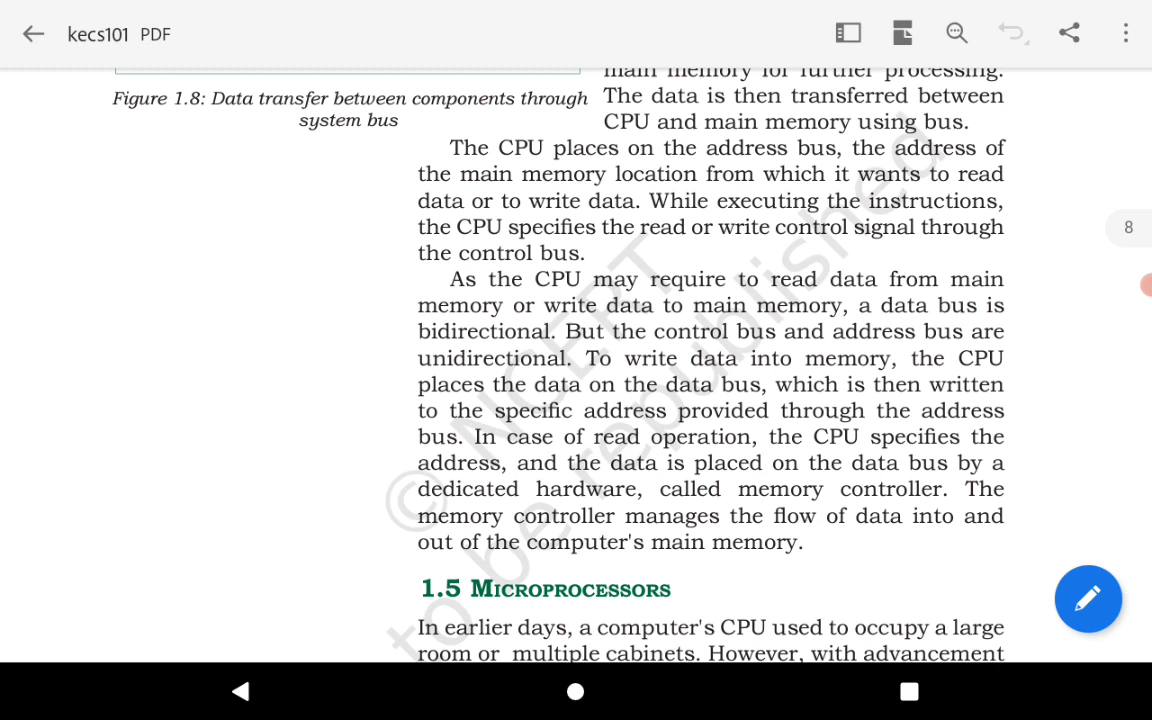 kecs101 PDF
main memory for further processing.
Figure 1.8: Data transfer between components through
system bus
The data is then transferred between
CPU and main memory using bus.
The CPU places on the address bus, the address of
the main memory location from which it wants to read
data or to write data. While executing the instructions,
the CPU specifies the read or write control signal through
the control bus.
8
As the CPU may require to read data from main
memory or write data to main memory, a data bus is
bidirectional. But the control bus and address bus are
unidirectional. To write data into memory, the CPU
places the data on the data bus, which is then written
to the specific address provided through the address
bus. In case of read operation, the CPU specifies the
address, and the data is placed on the data bus by a
dedicated hardware, called memory controller. The
memory controller manages the flow of data into and
out of the computer's main memory.
1.5 MICROPROCESSORS
In earlier days, a computer's CPU used to occupy a large
room or multiple cabinets. However, with advancement
© NCERT
to be republished